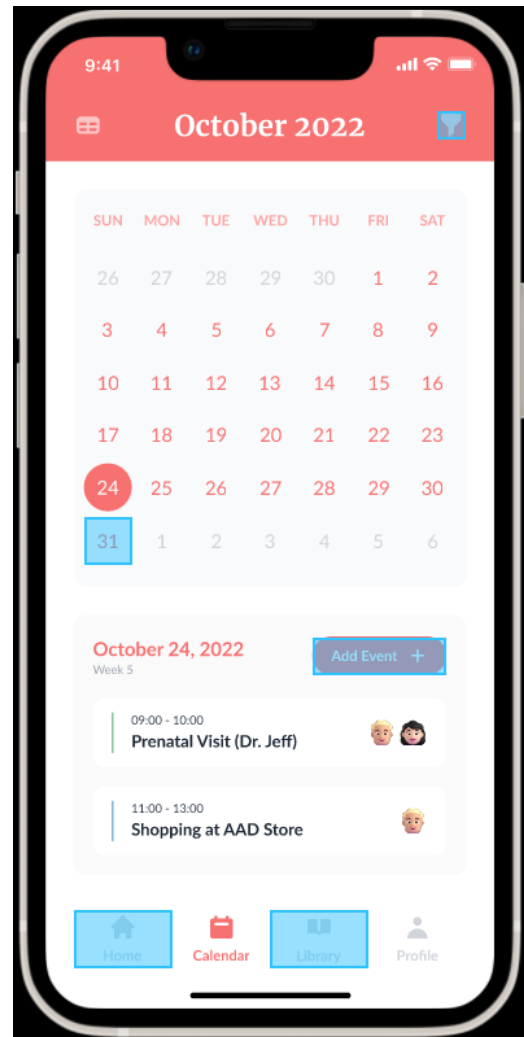 9:41
October 2022
SUN MON TUE WED THU FRI SAT
26 27 28 29 30 1 2
3 4 5 6 7 8 9
10 11 12 13 14 15 16
17 18 19 20 21 22 23
24 25 26 27 28 29 30
31 1 2 3 4 5 6
October 24, 2022
Add Event +
Week 5
09:00 - 10:00
Prenatal Visit (Dr. Jeff)
11:00 - 13:00
Shopping at AAD Store
Home Calendar Library Profile